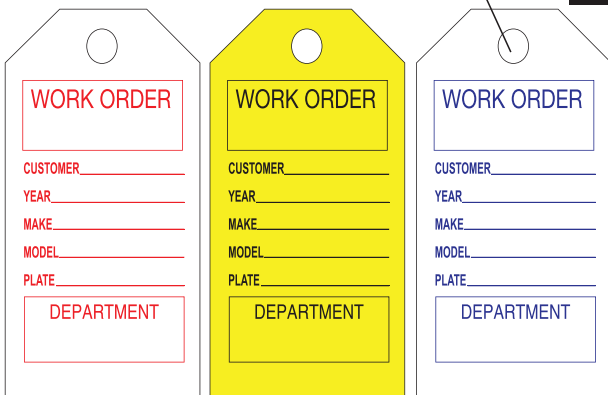 WORK ORDER
CUSTOMER
YEAR
MAKE
MODEL
PLATE
DEPARTMENT
WORK ORDER
CUSTOMER
YEAR
MAKE
MODEL
PLATE
DEPARTMENT
WORK ORDER
CUSTOMER
YEAR
MAKE
MODEL
PLATE
DEPARTMENT